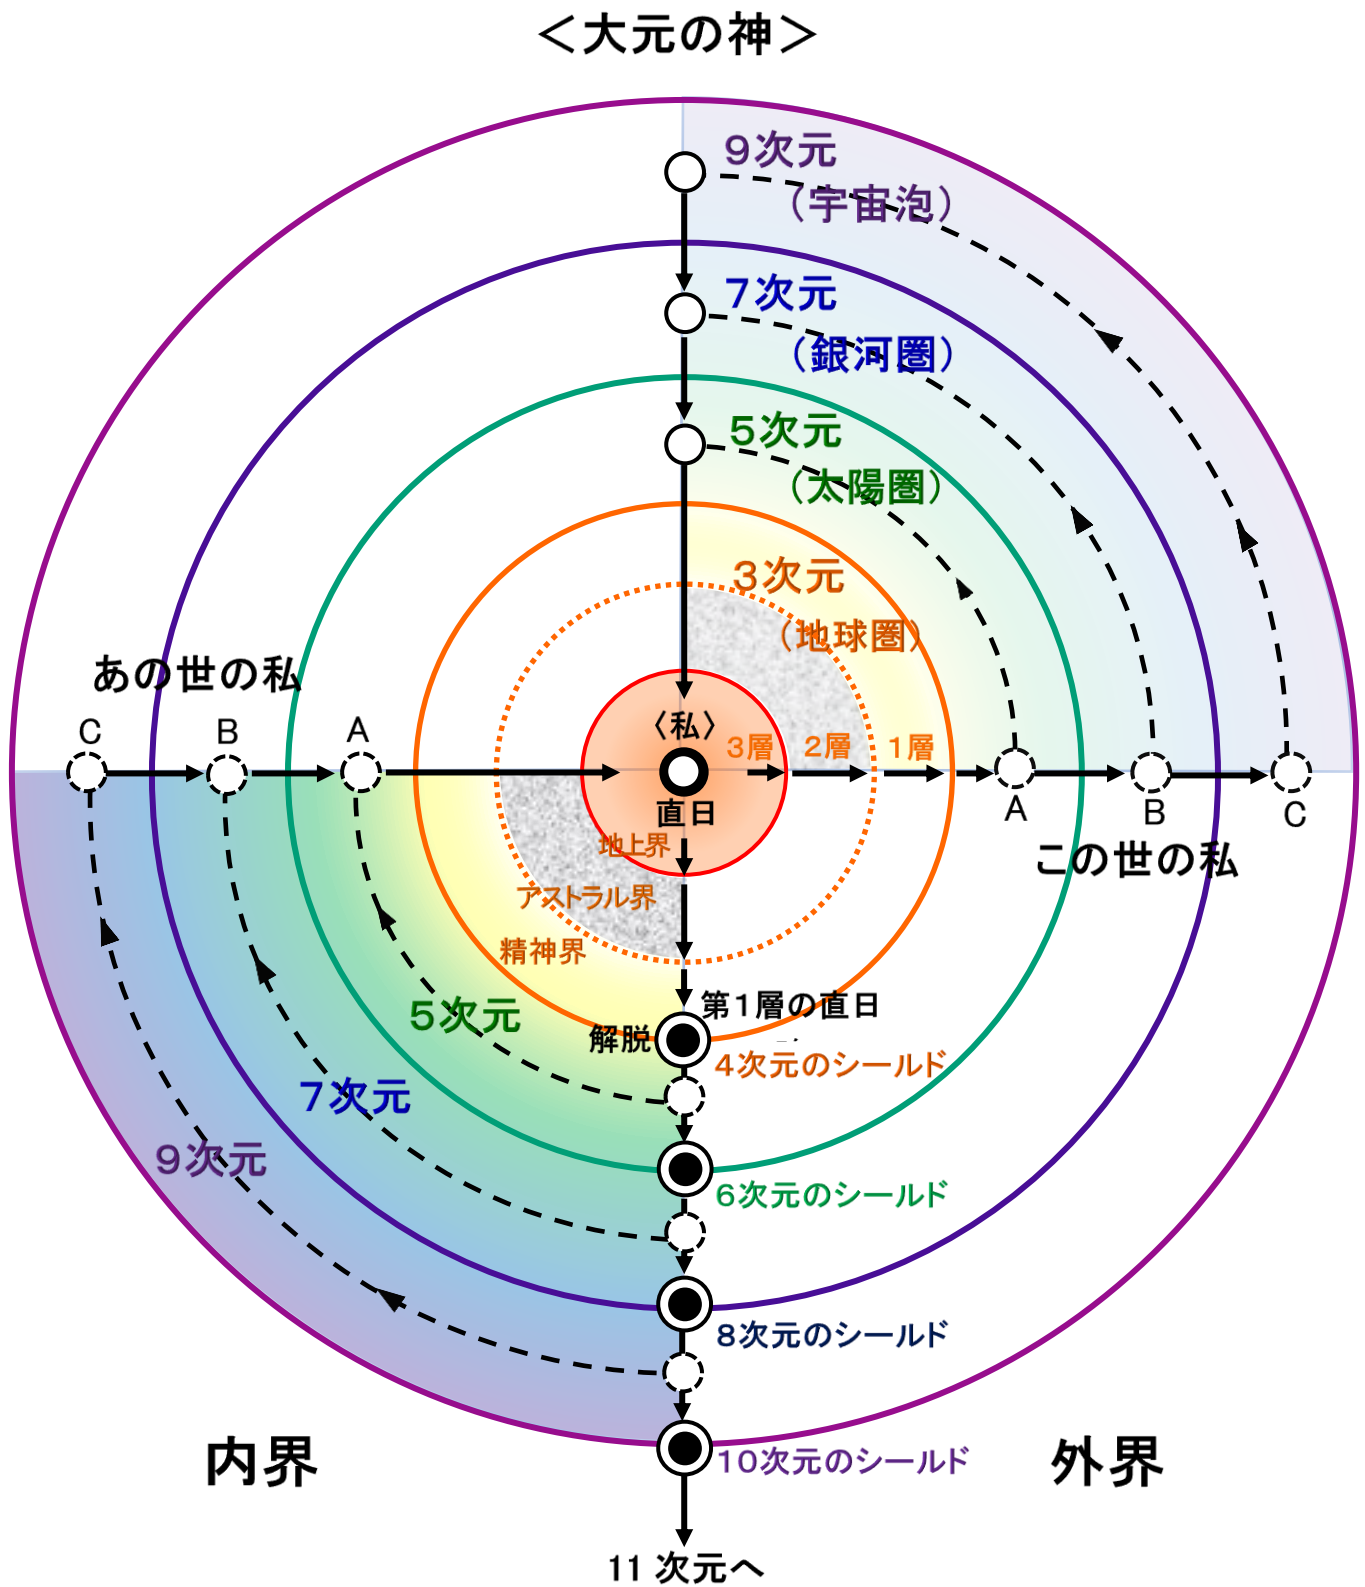 ＜大元の神＞
９次元
（宇宙泡）
７次元
（銀河圏）
５次元
（太陽圏）
３次元
（地球圏）
あの世の私
C
B
A
〈私〉
3層
2層
1層
直日
A
B
C
この世の私
地上界
アストラル界
精神界
第１層の直日
解脱
５次元
４次元のシールド
７次元
９次元
６次元のシールド
８次元のシールド
内界
外界
１０次元のシールド
11 次元へ